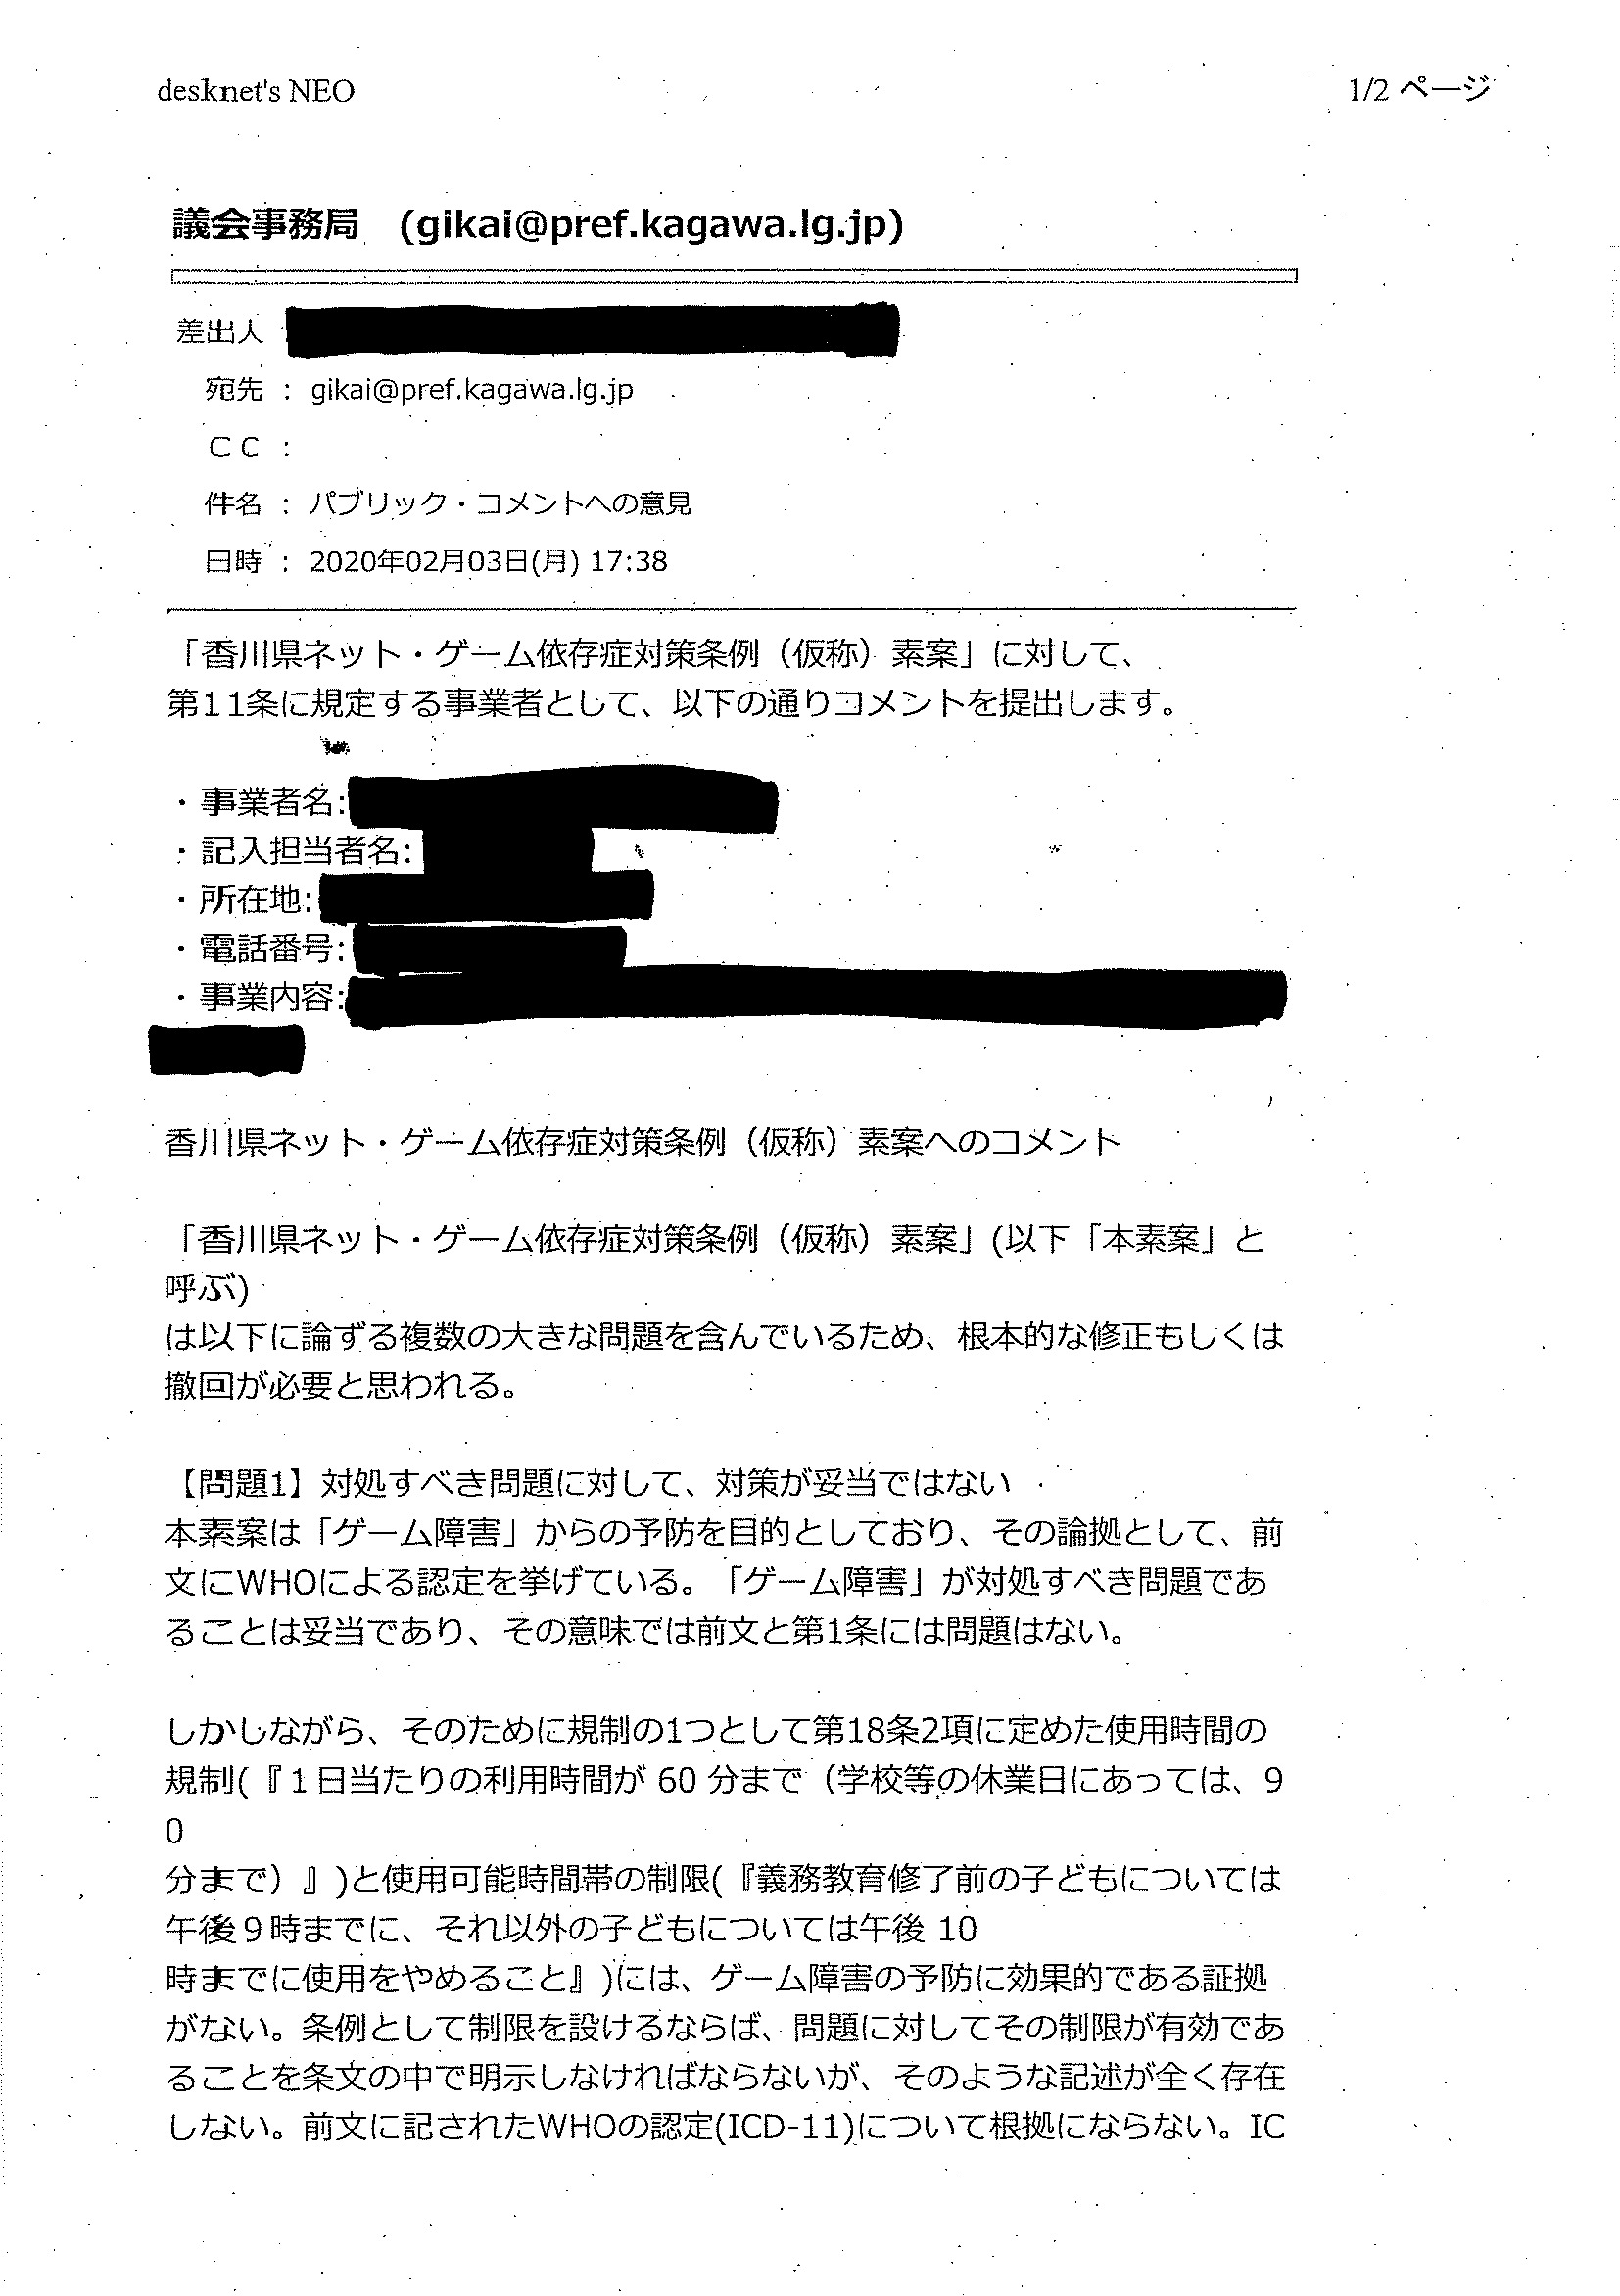 desknet's NEO
1/2 ページ
議会事務局　(gikai@pref.kagawa.lg.jp)
差出人
宛先 : gikai@pref.kagawa.lg.jp
ＣＣ :
件名 : パブリック・コメントへの意見
日時 : 2020年02月03日(月) 17:38
「香川県ネット・ゲーム依存症対策条例（仮称）素案」に対して、
第11条に規定する事業者として、以下の通りコメントを提出します。
・事業者名:
・記入担当者名:
・所在地:
・電話番号:
・事業内容:
香川県ネット・ゲーム依存症対策条例（仮称）素案へのコメント
「香川県ネット・ゲーム依存症対策条例（仮称）素案」(以下「本素案」と
呼ぶ)
は以下に論ずる複数の大きな問題を含んでいるため、根本的な修正もしくは
撤回が必要と思われる。
【問題1】対処すべき問題に対して、対策が妥当ではない
本素案は「ゲーム障害」からの予防を目的としており、その論拠として、前
文にWHOによる認定を挙げている。「ゲーム障害」が対処すべき問題であ
ることは妥当であり、その意味では前文と第1条には問題はない。
しかしながら、そのために規制の1つとして第18条2項に定めた使用時間の
規制(『１日当たりの利用時間が 60 分まで（学校等の休業日にあっては、9
0
分まで）』)と使用可能時間帯の制限(『義務教育修了前の子どもについては
午後９時までに、それ以外の子どもについては午後 10
時までに使用をやめること』)には、ゲーム障害の予防に効果的である証拠
がない。条例として制限を設けるならば、問題に対してその制限が有効であ
ることを条文の中で明示しなければならないが、そのような記述が全く存在
しない。前文に記されたWHOの認定(ICD-11)について根拠にならない。IC